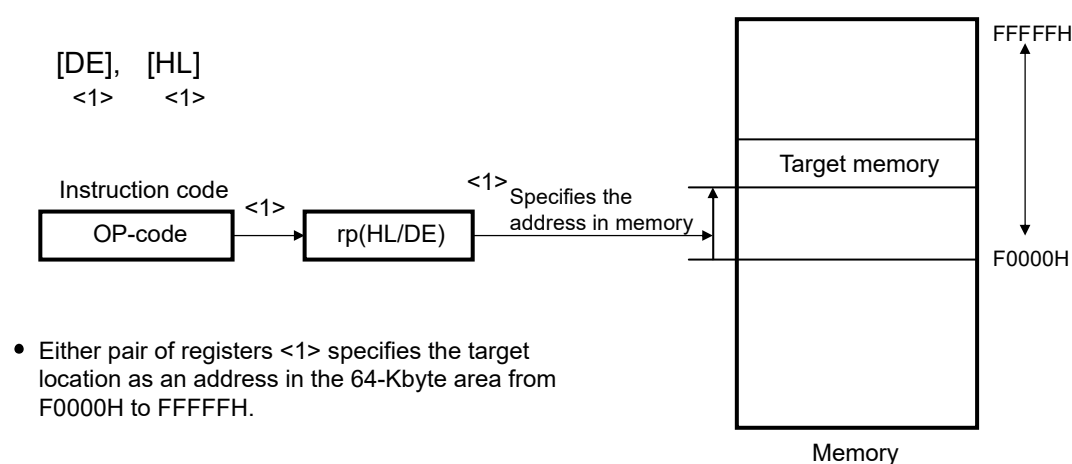 FFFFFH
[DE], [HL]
<1> <1>
Target memory
Instruction code
<1>
<1>
Specifies the
address in memory
OP-code
rp(HL/DE)
F0000H
• Either pair of registers <1> specifies the target
location as an address in the 64-Kbyte area from
F0000H to FFFFFH.
Memory